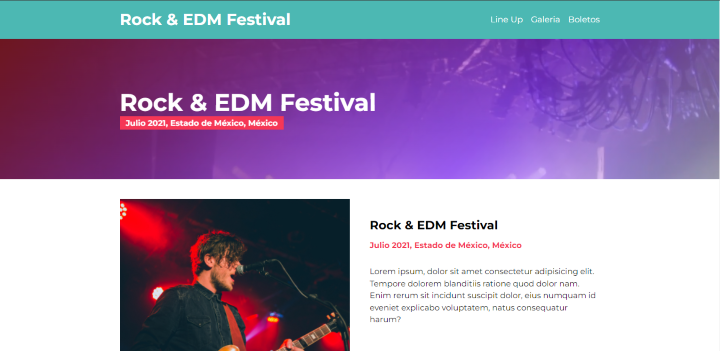 Rock & EDM Festival
Line Up Galeria Boletos
Rock & EDM Festival
Julio 2021, Estado de México, México
Rock & EDM Festival
Julio 2021, Estado de México, México
Lorem ipsum, dolor sit amet consectetur adipisicing elit.
Tempore dolorem blanditiis ratione quod dolor nam.
Enim rerum sit incidunt suscipit dolor, eius numquam id
eveniet explicabo voluptatem, natus consequatur
harum?